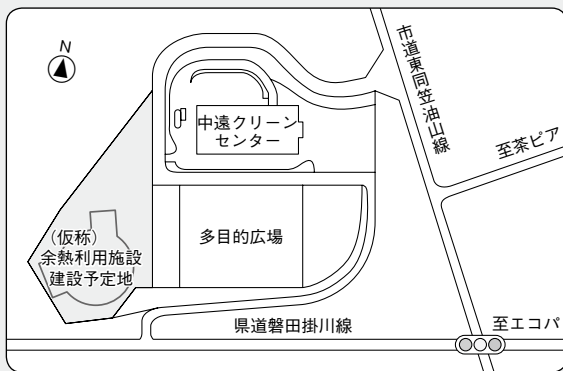 N
市道東同笠油山線
中遠クリーン
センター
至茶ピア
多目的広場
（仮称）
余熱利用施設
建設予定地
県道磐田掛川線
至エコパ